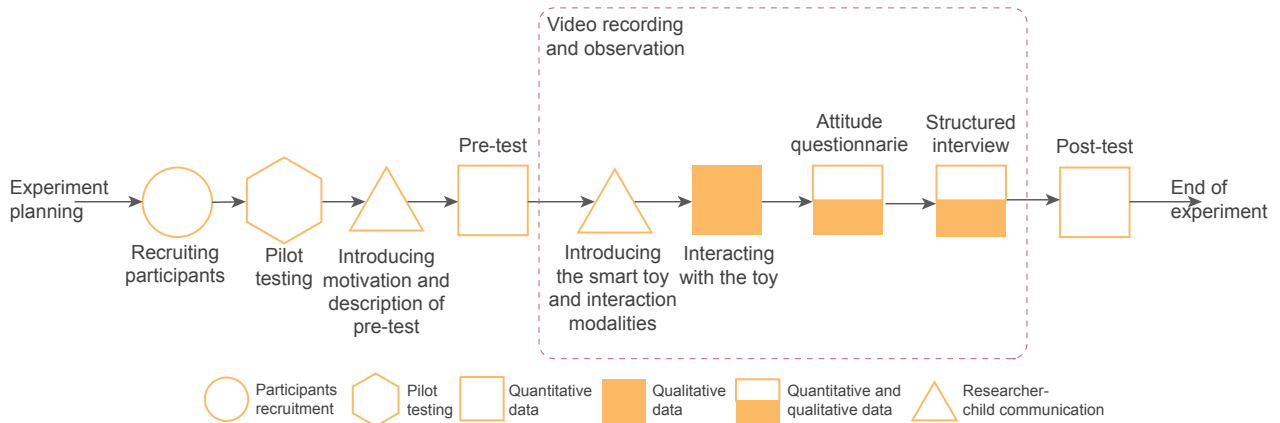 Video recording
and observation
Experiment
planning
Recruiting
participants
Pilot
testing
Introducing
motivation and
description of
pre-test
Pre-test
Introducing
the smart toy
and interaction
modalities
Interacting
with the toy
Attitude
questionnarie
Structured
interview
Post-test
End of
experiment
Participants
recruitment
Pilot
testing
Quantitative
data
Qualitative
data
Quantitative and
qualitative data
Researcher-
child communication